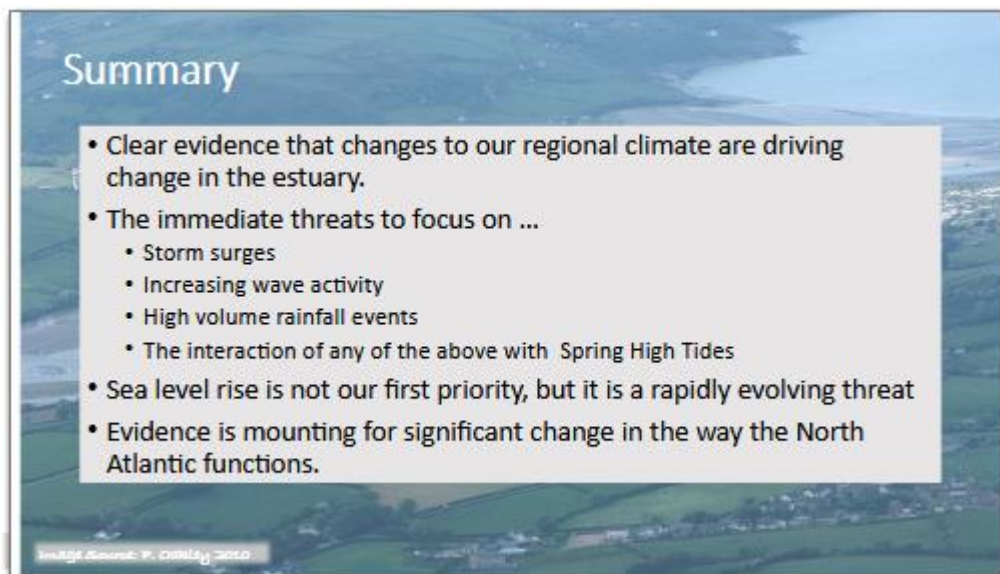 Summary
• Clear evidence that changes to our regional climate are driving
change in the estuary.
• The immediate threats to focus on ...
• Storm surges
• Increasing wave activity
• High volume rainfall events
• The interaction of any of the above with Spring High Tides
• Sea level rise is not our first priority, but it is a rapidly evolving threat
• Evidence is mounting for significant change in the way the North
Atlantic functions.
Image Source: P. 2010